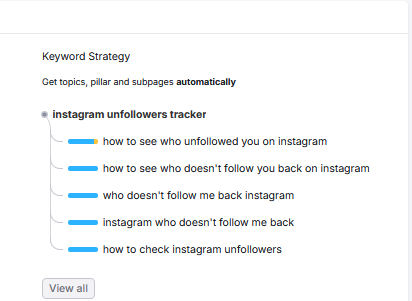 Keyword Strategy
Get topics, pillar and subpages automatically
instagram unfollowers tracker
how to see who unfollowed you on instagram
how to see who doesn't follow you back on instagram
who doesn't follow me back instagram
instagram who doesn't follow me back
how to check instagram unfollowers
View all